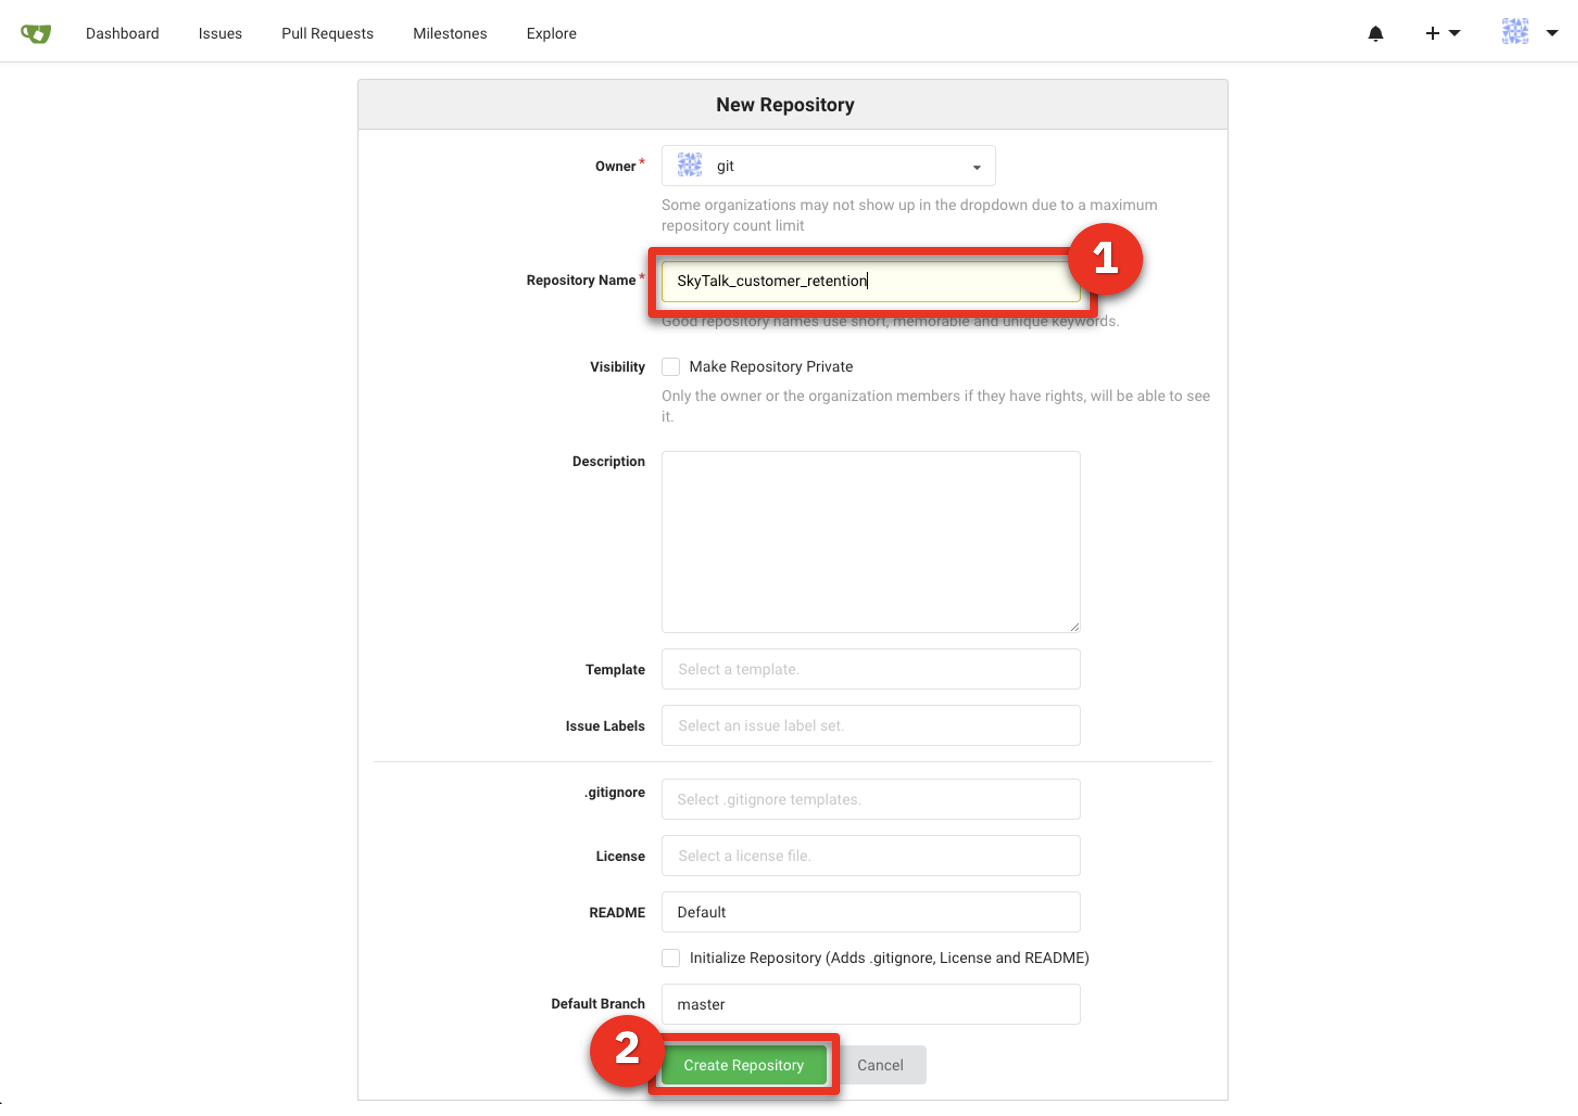 Dashboard Issues Pull Requests Milestones Explore
New Repository
Owner * git
Some organizations may not show up in the dropdown due to a maximum
repository count limit
1
Repository Name * SkyTalk_customer_retention
Good repository names use short, memorable and unique keywords.
Visibility Make Repository Private
Only the owner or the organization members if they have rights, will be able to see
it.
Description
Template Select a template.
Issue Labels Select an issue label set.
.gitignore Select .gitignore templates.
License Select a license file.
README Default
Initialize Repository (Adds .gitignore, License and README)
Default Branch master
2
Create Repository Cancel